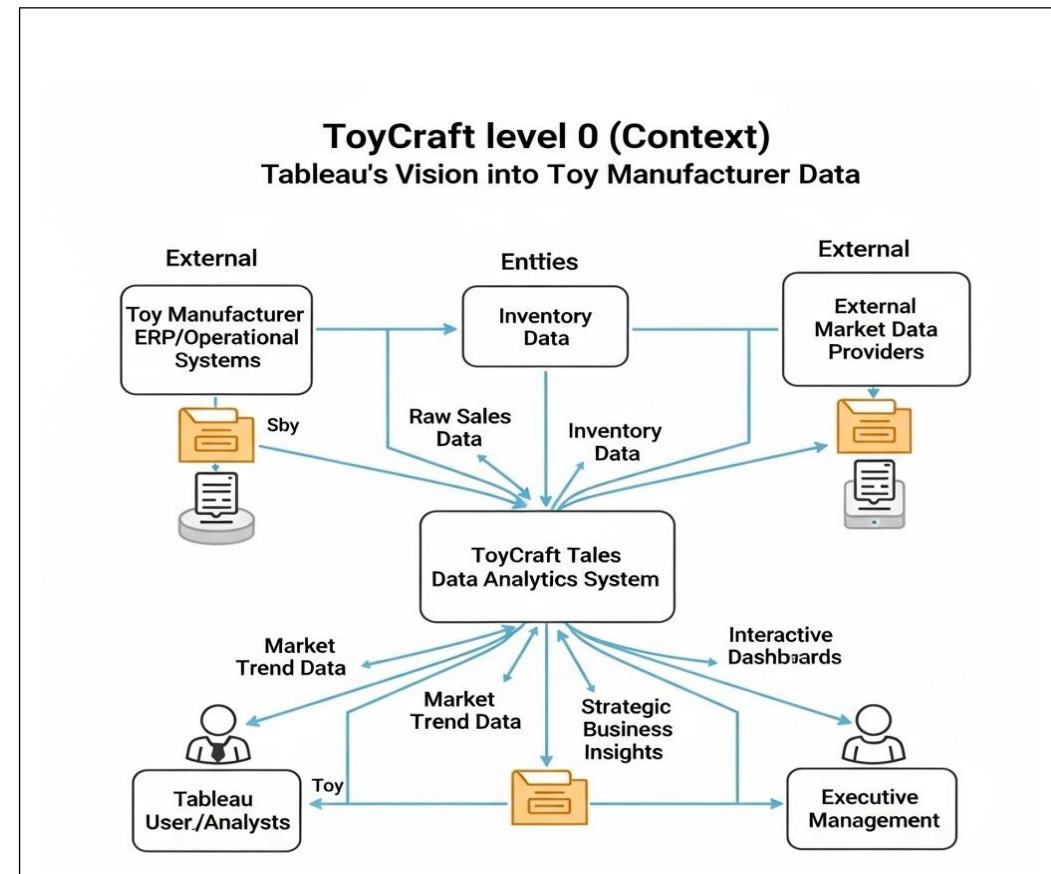 ToyCraft level 0 (Context)
Tableau's Vision into Toy Manufacturer Data
External
Entties
External
Toy Manufacturer
ERP/Operational
Systems
Inventory
Data
External
Market Data
Providers
Sby
Raw Sales
Data
Inventory
Data
ToyCraft Tales
Data Analytics System
Market
Trend Data
Interactive
Dashboards
Market
Trend Data
Strategic
Business
Insights
Toy
Tableau
User./Analysts
Executive
Management